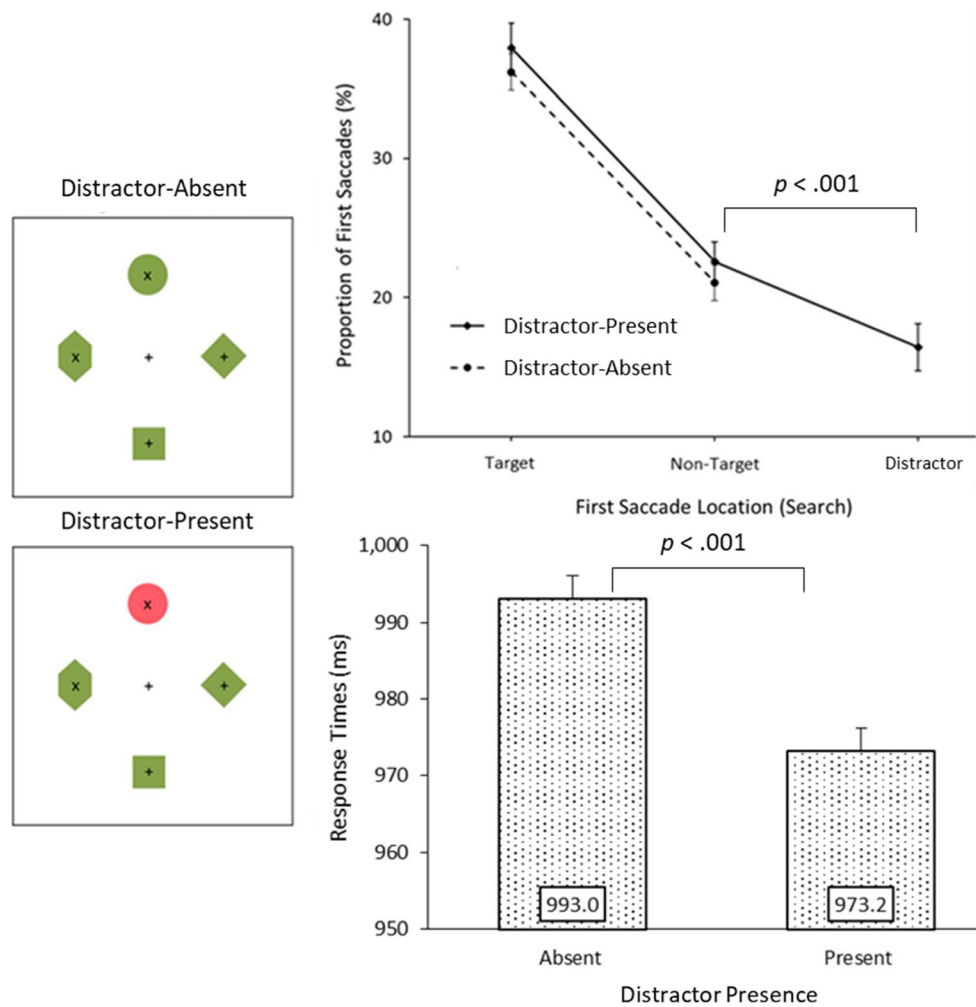 Distractor-Absent
x
x
+
+
+
Distractor-Present
x
x
+
+
+
Proportion of First Saccades (%)
40
30
20
10
p < .001
Distractor-Present
Distractor-Absent
Target
Non-Target
Distractor
First Saccade Location (Search)
Response Times (ms)
1,000
990
980
970
960
950
p < .001
993.0
973.2
Absent
Present
Distractor Presence